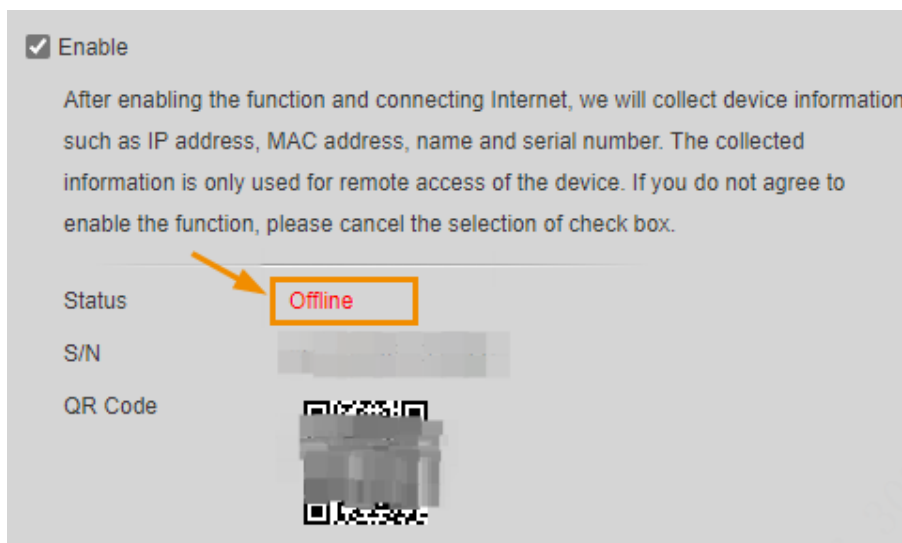 Enable
After enabling the function and connecting Internet, we will collect device information
such as IP address, MAC address, name and serial number. The collected
information is only used for remote access of the device. If you do not agree to
enable the function, please cancel the selection of check box.
Status Offline
S/N
QR Code